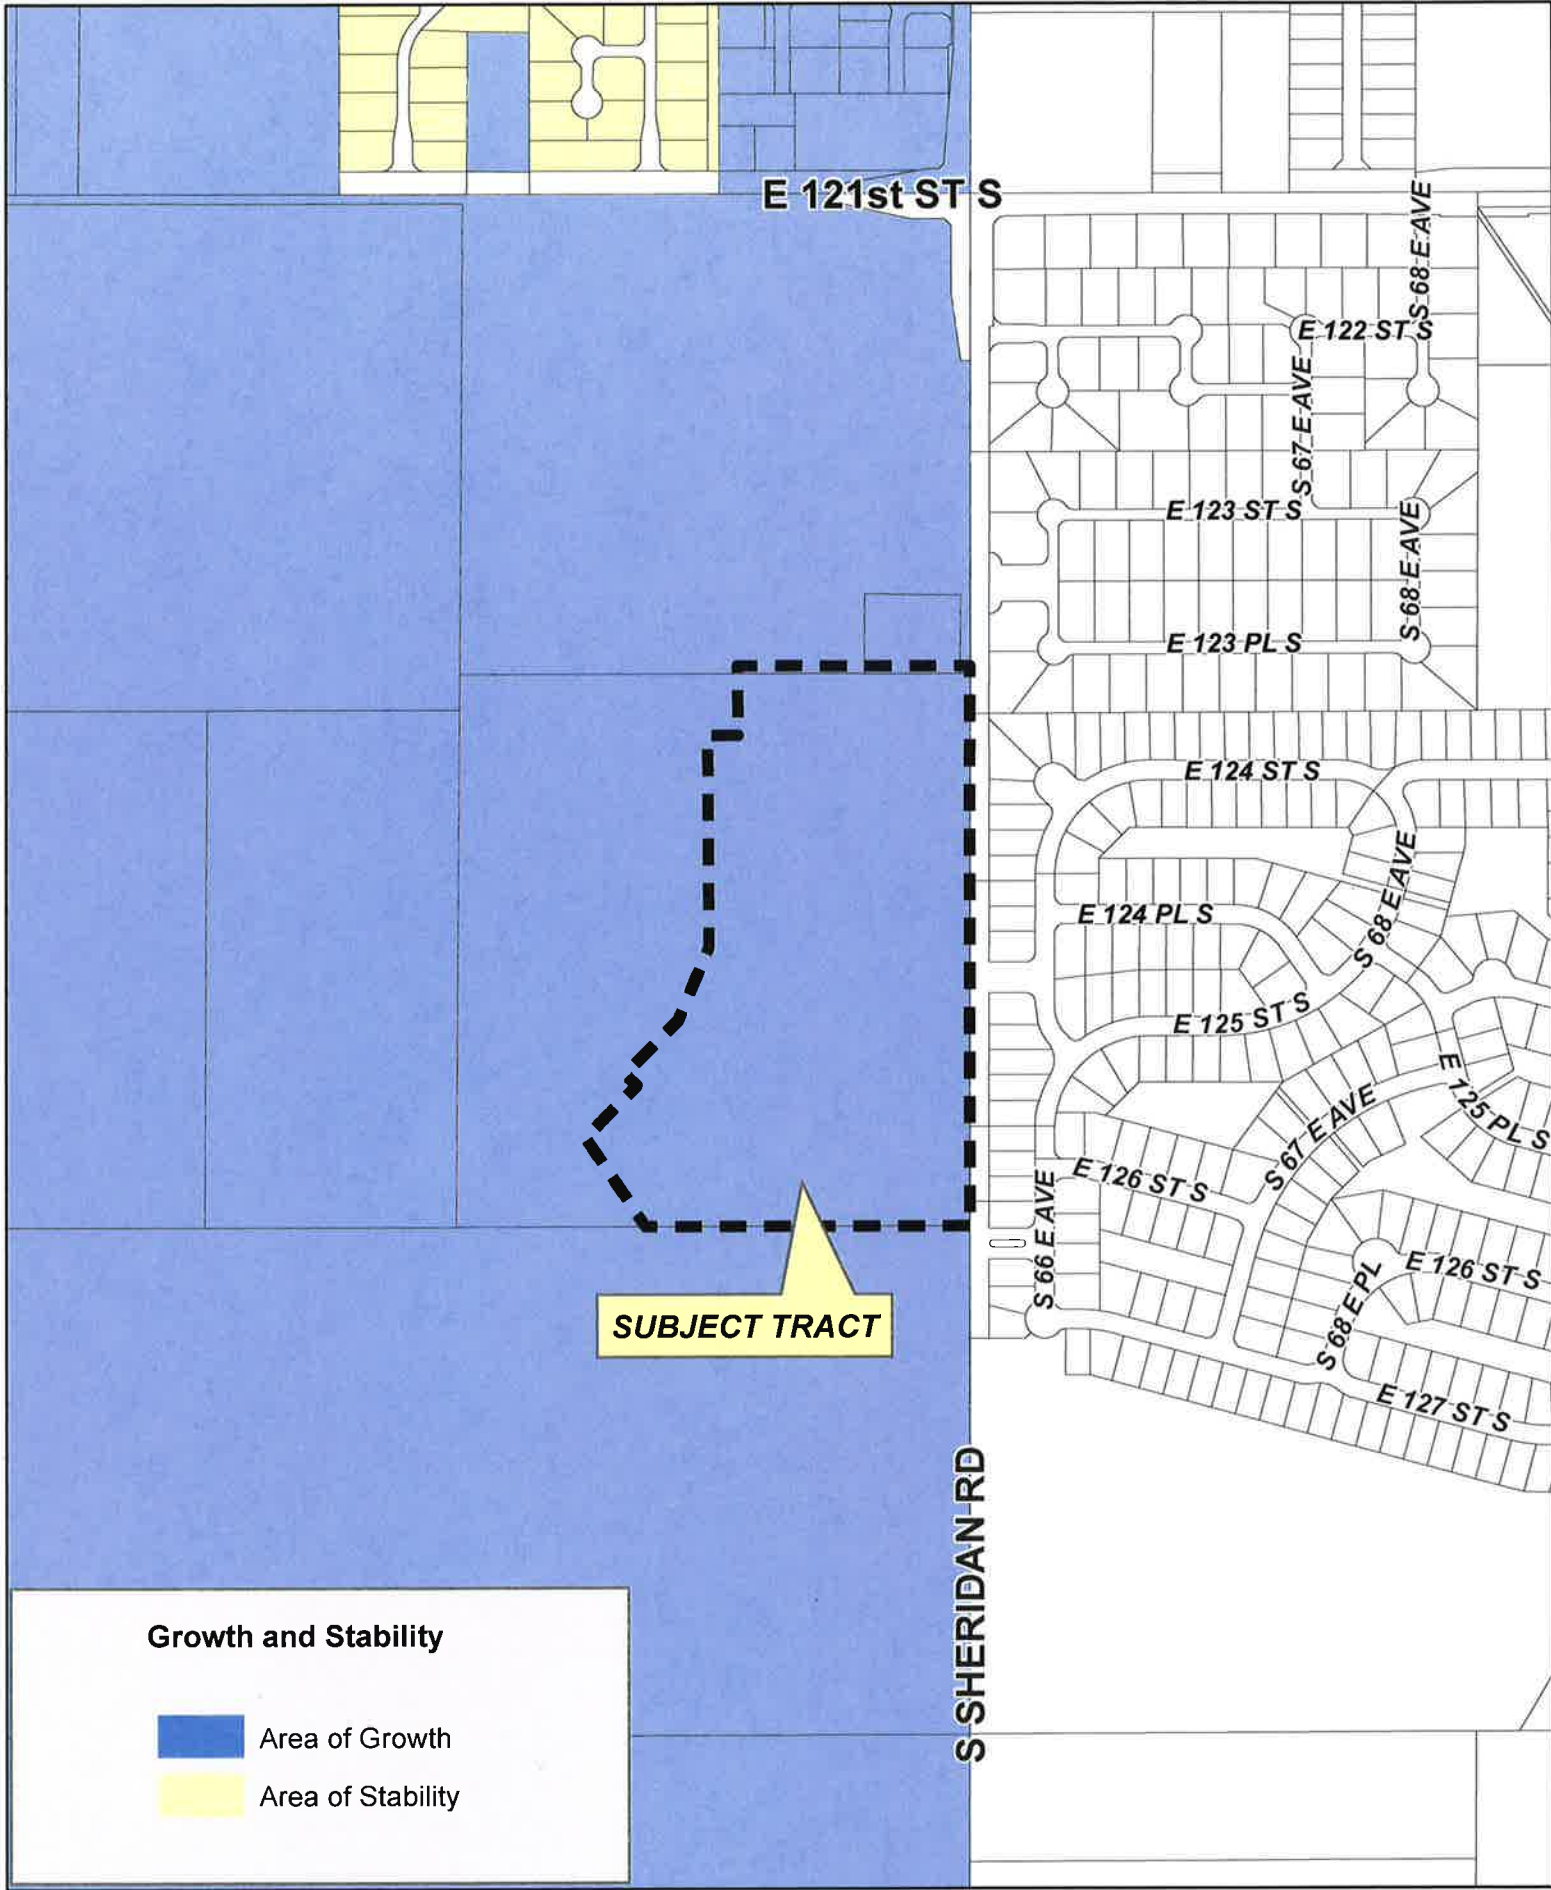 E 121st ST S
S 68 E AVE
E 122 ST S
S 67 E AVE
E 123 ST S
S 68 E AVE
E 123 PL S
E 124 ST S
S 68 E AVE
E 124 PL S
E 125 ST S
E 125 PL S
S 67 E AVE
E 126 ST S
S 66 E AVE
E 126 ST S
S 68 E PL
SUBJECT TRACT
E 127 ST S
S SHERIDAN RD
Growth and Stability
Area of Growth
Area of Stability